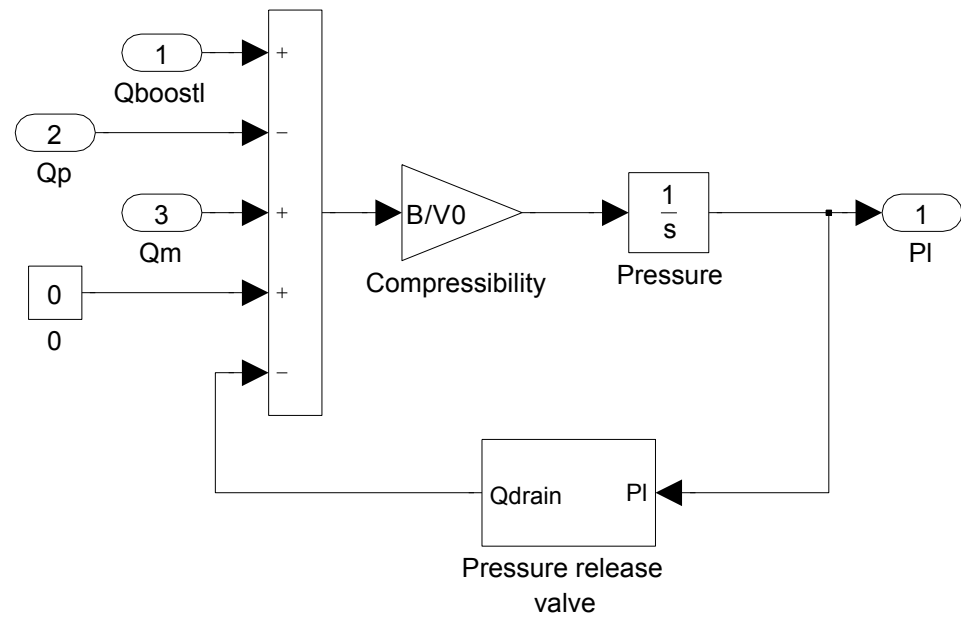 1
+
Qboostl
2
−
Qp
3
+
B/V0
1
s
1
Qm
Pl
Compressibility
Pressure
0
+
0
−
Qdrain
Pl
Pressure release
valve